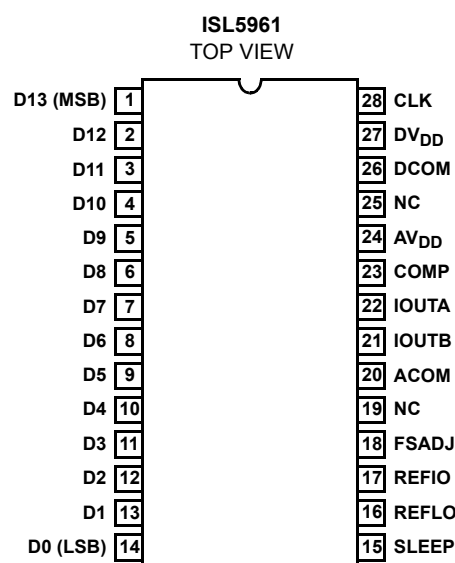 ISL5961
TOP VIEW
D13 (MSB) 1 28 CLK
D12 2 27 DVDD
D11 3 26 DCOM
D10 4 25 NC
D9 5 24 AVDD
D8 6 23 COMP
D7 7 22 IOUTA
D6 8 21 IOUTB
D5 9 20 ACOM
D4 10 19 NC
D3 11 18 FSADJ
D2 12 17 REFIO
D1 13 16 REFLO
D0 (LSB) 14 15 SLEEP